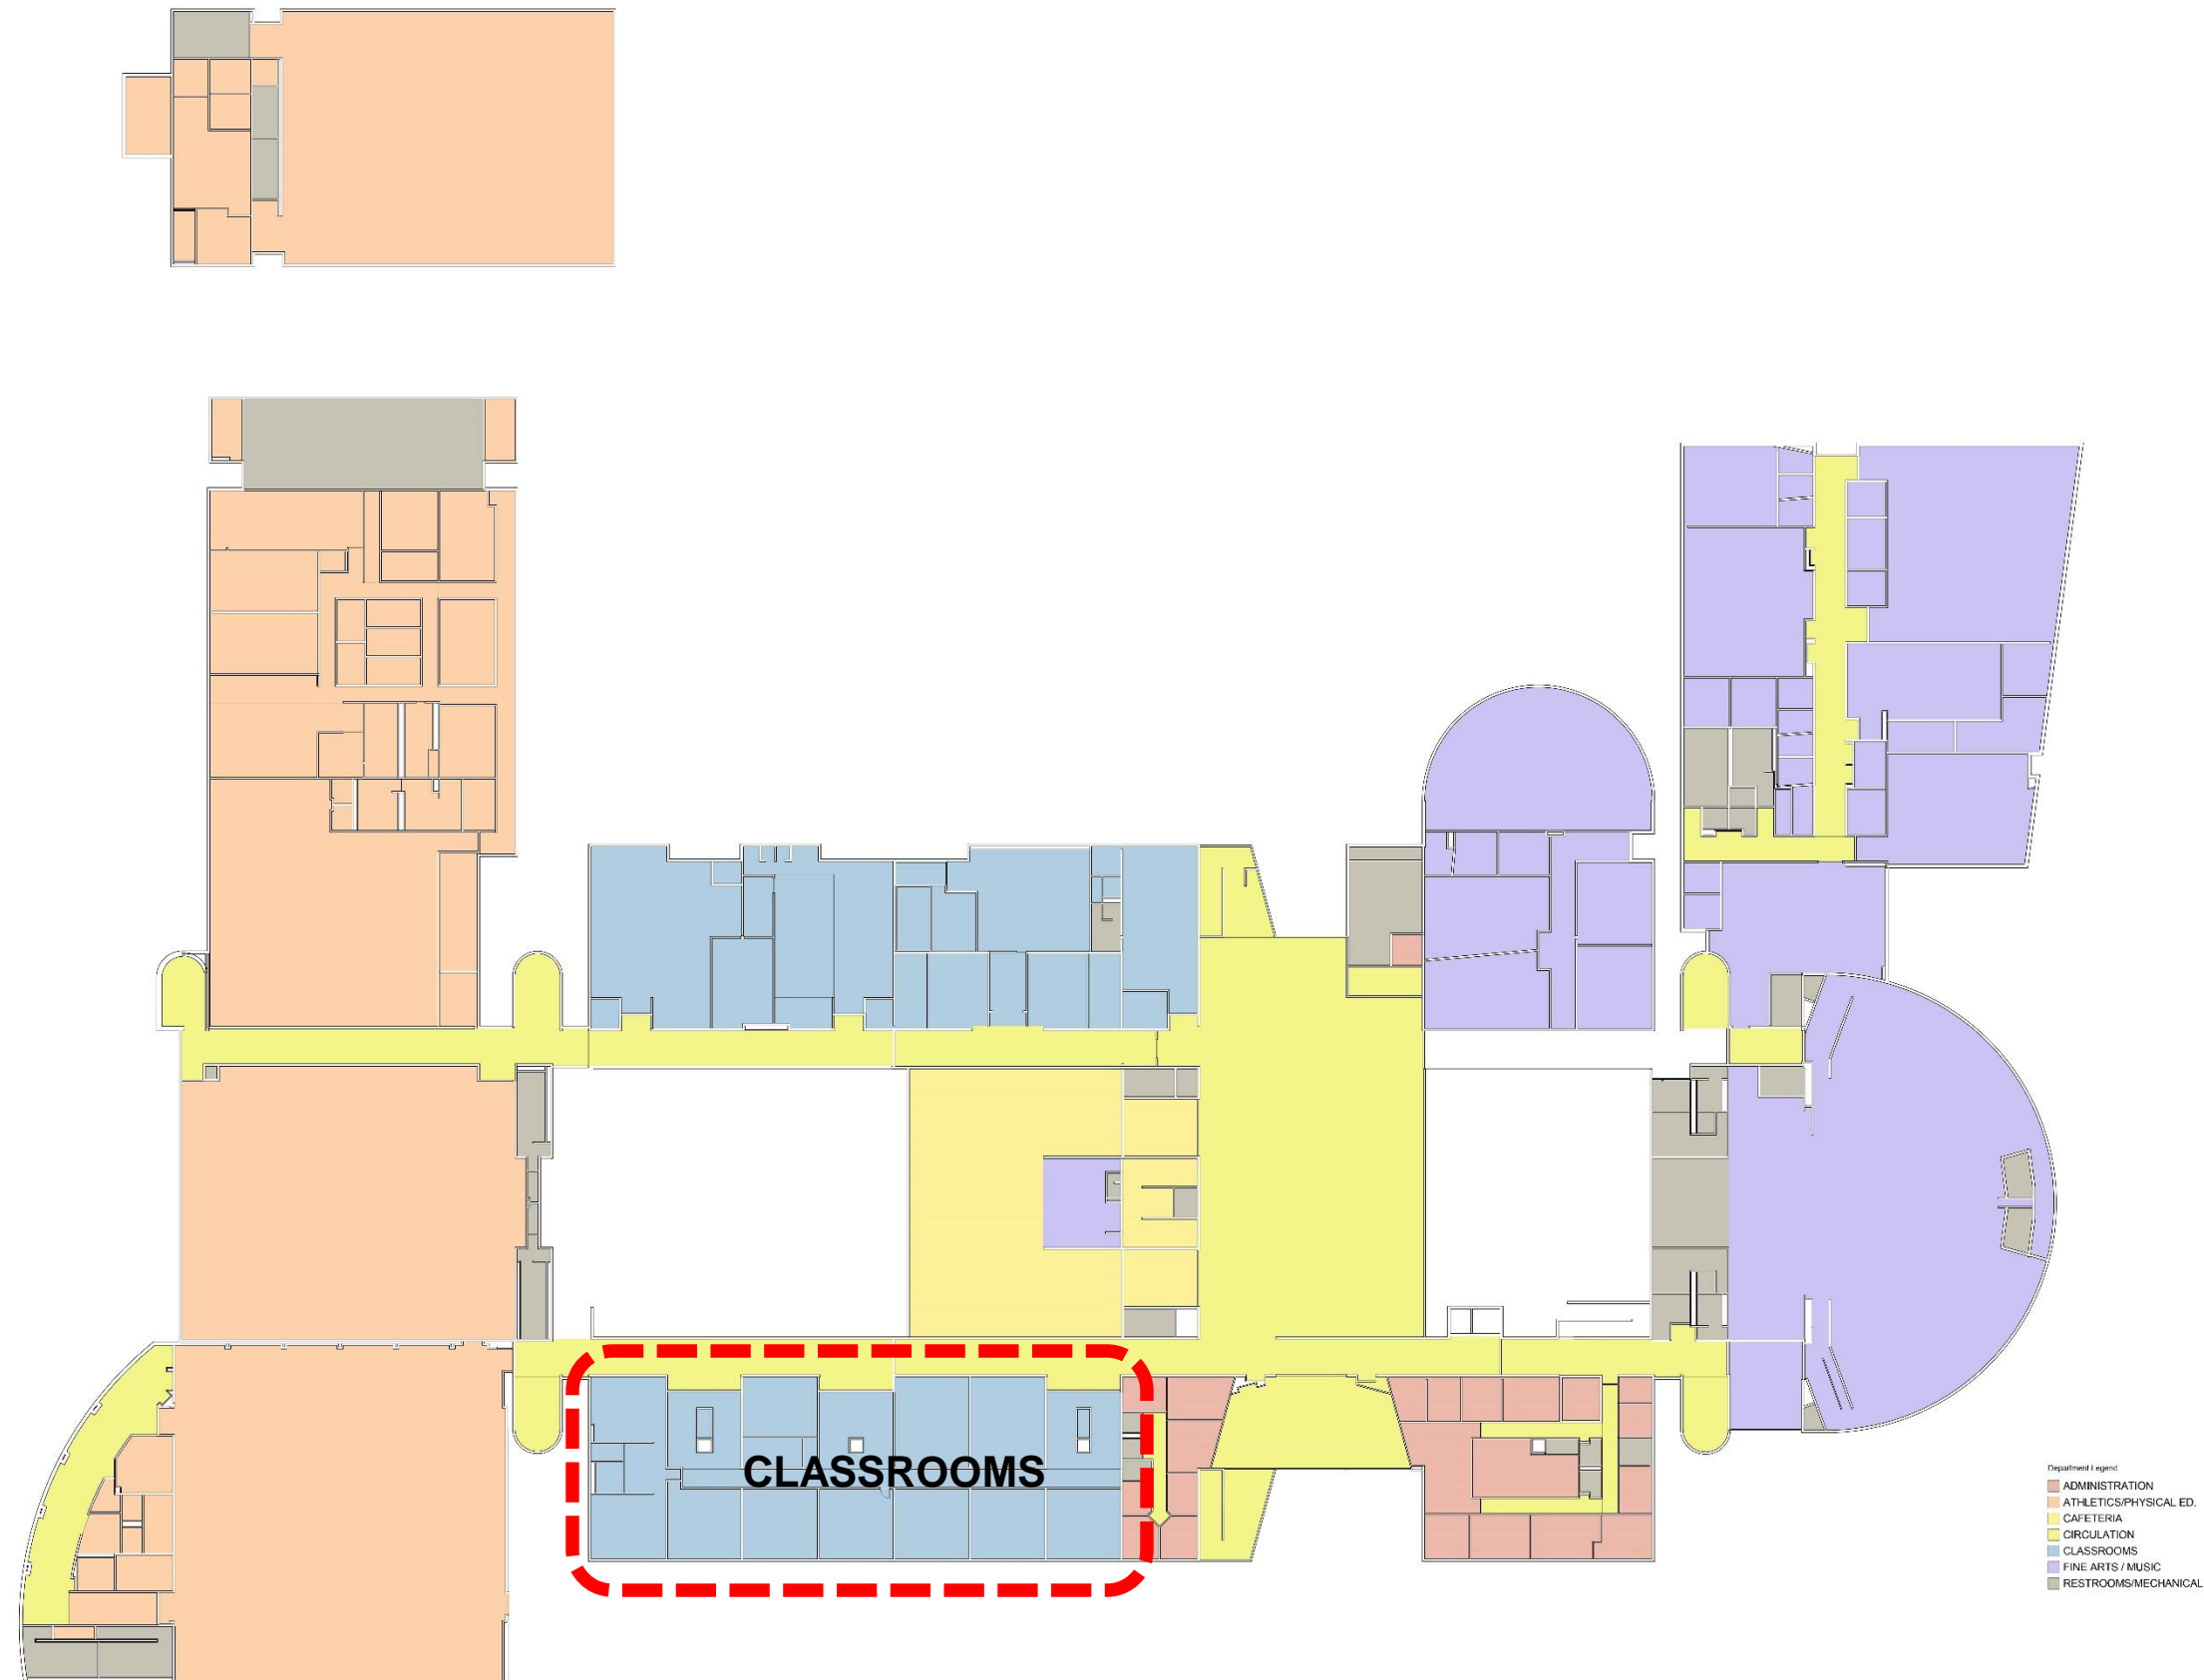 CLASSROOMS
Department Legend
ADMINISTRATION
ATHLETICS/PHYSICAL ED.
CAFETERIA
CIRCULATION
CLASSROOMS
FINE ARTS / MUSIC
RESTROOMS/MECHANICAL